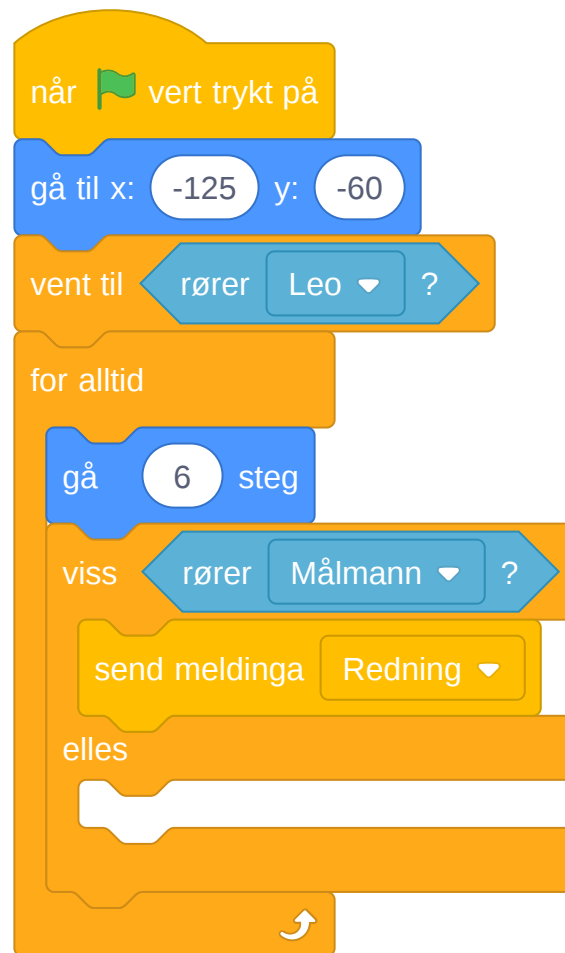 når vert trykt på
gå til x: -125 y: -60
vent til rører Leo ?
for alltid
gå 6 steg
viss rører Målmann ?
send meldinga Redning
elles